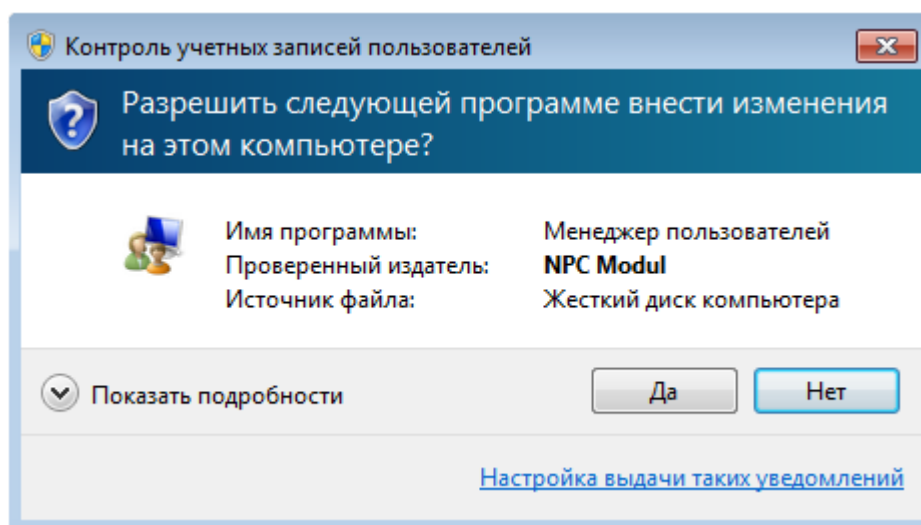 Контроль учетных записей пользователей
Разрешить следующей программе внести изменения
на этом компьютере?
Имя программы: Менеджер пользователей
Проверенный издатель: NPC Modul
Источник файла: Жесткий диск компьютера
Показать подробности Да Нет
Настройка выдачи таких уведомлений